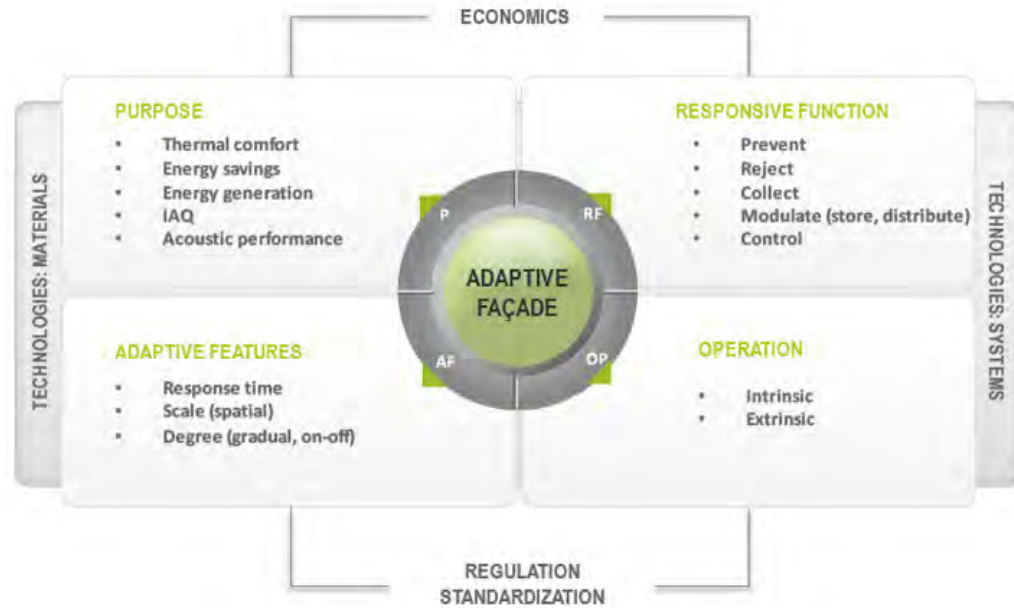 ECONOMICS
TECHNOLOGIES: MATERIALS
PURPOSE
• Thermal comfort
• Energy savings
• Energy generation
• IAQ
• Acoustic performance
RESPONSIVE FUNCTION
• Prevent
• Reject
• Collect
• Modulate (store, distribute)
• Control
TECHNOLOGIES: SYSTEMS
P
RF
ADAPTIVE
FAÇADE
AF
OP
ADAPTIVE FEATURES
• Response time
• Scale (spatial)
• Degree (gradual, on-off)
OPERATION
• Intrinsic
• Extrinsic
REGULATION
STANDARDIZATION